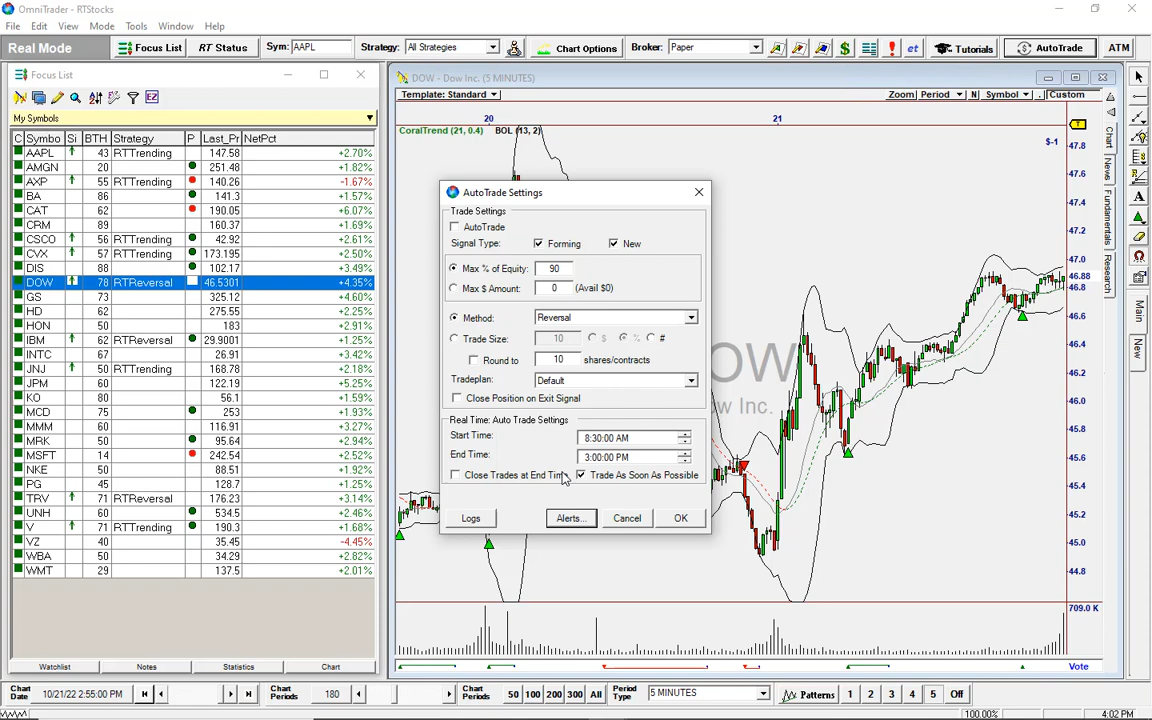 OmniTrader - RTStocks
File Edit View Mode Tools Window Help
Real Mode Focus List RT Status Sym: AAPL Strategy: All Strategies Chart Options Broker: Paper $ ! et Tutorials AutoTrade ATM
Focus List
My Symbols
C Symbo Si BTH Strategy P Last_Pr NetPct
AAPL 43 RTTrending 147.58 +2.70%
AMGN 20 251.48 +1.82%
AXP 55 RTTrending 140.26 -1.67%
BA 86 141.3 +1.57%
CAT 62 190.05 +6.07%
CRM 89 160.37 +1.69%
CSCO 56 RTTrending 42.92 +2.61%
CVX 57 RTTrending 173.195 +2.50%
DIS 88 102.17 +3.49%
DOW 78 RTReversal 46.5301 +4.35%
GS 73 325.12 +4.60%
HD 62 275.55 +2.25%
HON 50 183 +2.91%
IBM 62 RTReversal 29.9001 +1.25%
INTC 67 26.91 +3.42%
JNJ 50 RTTrending 168.78 +2.18%
JPM 60 122.19 +5.25%
KO 80 56.1 +1.59%
MCD 75 253 +1.93%
MMM 60 116.91 +3.27%
MRK 50 95.64 +2.94%
MSFT 14 242.54 +2.52%
NKE 50 88.51 +1.92%
PG 45 128.7 +1.25%
TRV 71 RTReversal 176.23 +3.14%
UNH 60 534.5 +2.46%
V 71 RTTrending 190.3 +1.68%
VZ 40 35.45 -4.45%
WBA 50 34.29 +2.82%
WMT 29 137.5 +2.01%
Watchlist Notes Statistics Chart
DOW - Dow Inc. (5 MINUTES)
Template: Standard Zoom Period N Symbol . Custom
20 21
CoralTrend (21, 0.4) BOL (13, 2)
$-1
T
47.8
47.6
47.4
47.2
47.0
46.88
46.8
46.6
46.4
46.2
46.0
45.8
45.6
45.4
45.2
45.0
44.8
709.0 K
Vote
DOW
w Inc.
Chart
News
Fundamentals
Research
A
Main
New
AutoTrade Settings
Trade Settings
AutoTrade
Signal Type: Forming New
Max % of Equity: 90
Max $ Amount: 0 (Avail $0)
Method: Reversal
Trade Size: 10 $ % #
Round to 10 shares/contracts
Tradeplan: Default
Close Position on Exit Signal
Real Time: Auto Trade Settings
Start Time: 8:30:00 AM
End Time: 3:00:00 PM
Close Trades at End Time Trade As Soon As Possible
Logs Alerts... Cancel OK
Chart Date 10/21/22 2:55:00 PM Chart Periods 180 Chart Periods 50 100 200 300 All Period Type 5 MINUTES Patterns 1 2 3 4 5 Off
100.00% 4:02 PM